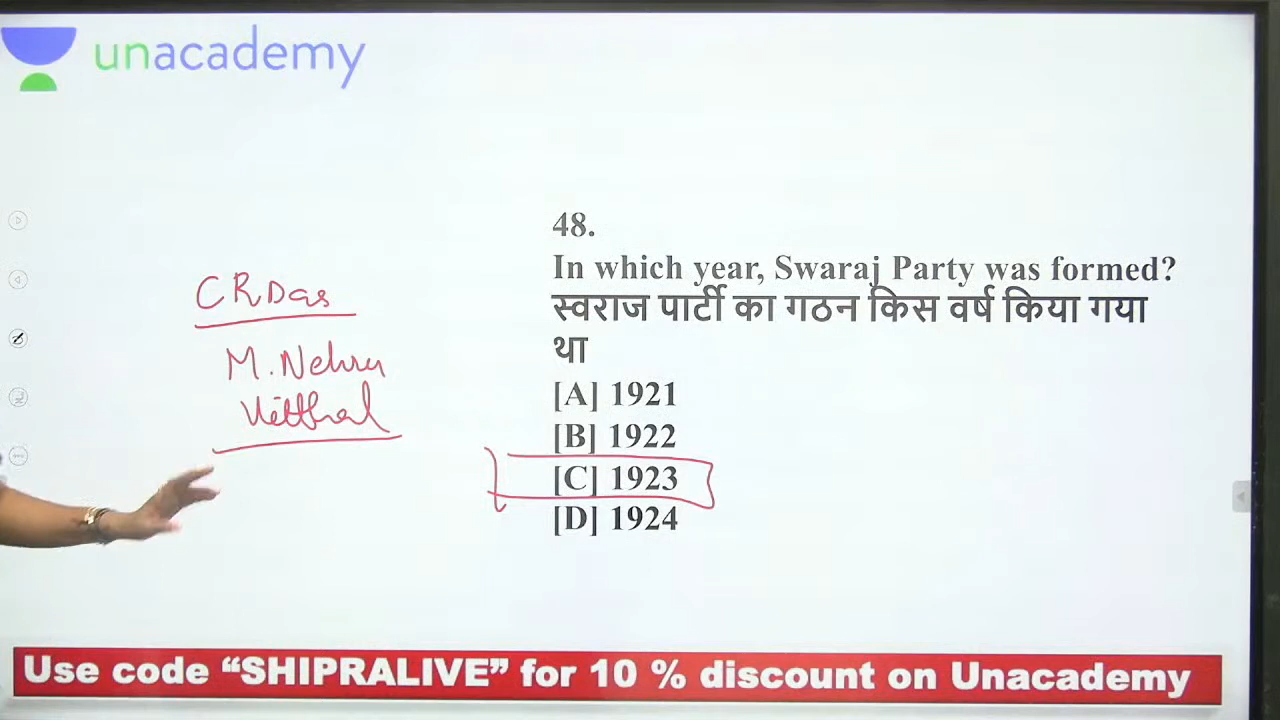 unacademy
48.
In which year, Swaraj Party was formed?
स्वराज पार्टी का गठन किस वर्ष किया गया
था
[A] 1921
[B] 1922
[C] 1923
[D] 1924
C R Das
M. Nehru
Vitthal
Use code “SHIPRALIVE” for 10 % discount on Unacademy